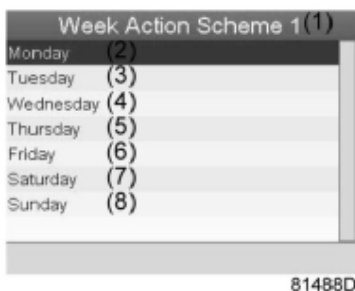 Week Action Scheme 1(1)
Monday (2)
Tuesday (3)
Wednesday (4)
Thursday (5)
Friday (6)
Saturday (7)
Sunday (8)
81488D